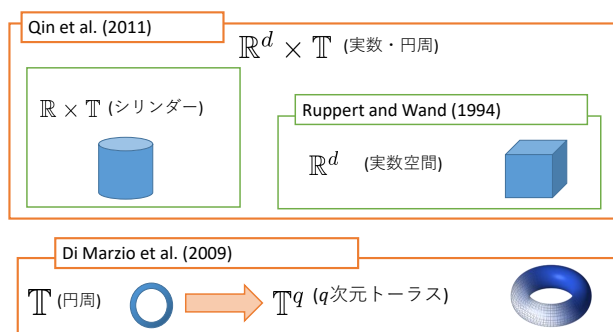 Qin et al. (2011)
ℝ^d × 𝕋 (実数・円周)
ℝ × 𝕋 (シリンダー)
Ruppert and Wand (1994)
ℝ^d (実数空間)
Di Marzio et al. (2009)
𝕋 (円周)
𝕋^q (q次元トーラス)